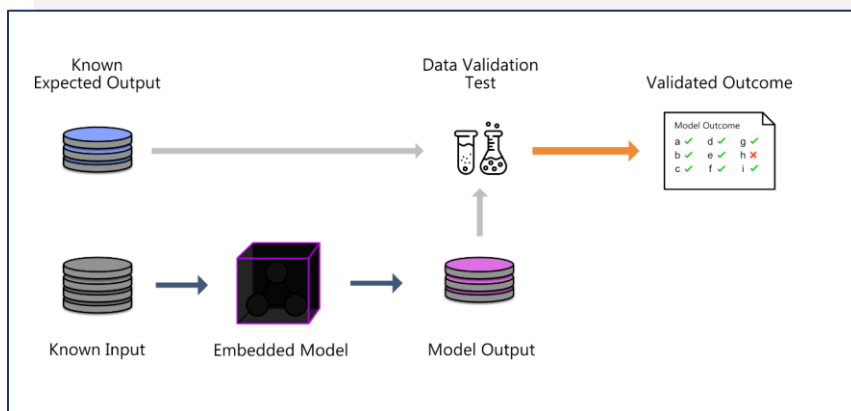 Known
Expected Output
Data Validation
Test
Validated Outcome
Model Outcome
a ✓ d ✓ g ✓
b ✓ e ✓ h ✗
c ✓ f ✓ i ✓
Known Input
Embedded Model
Model Output